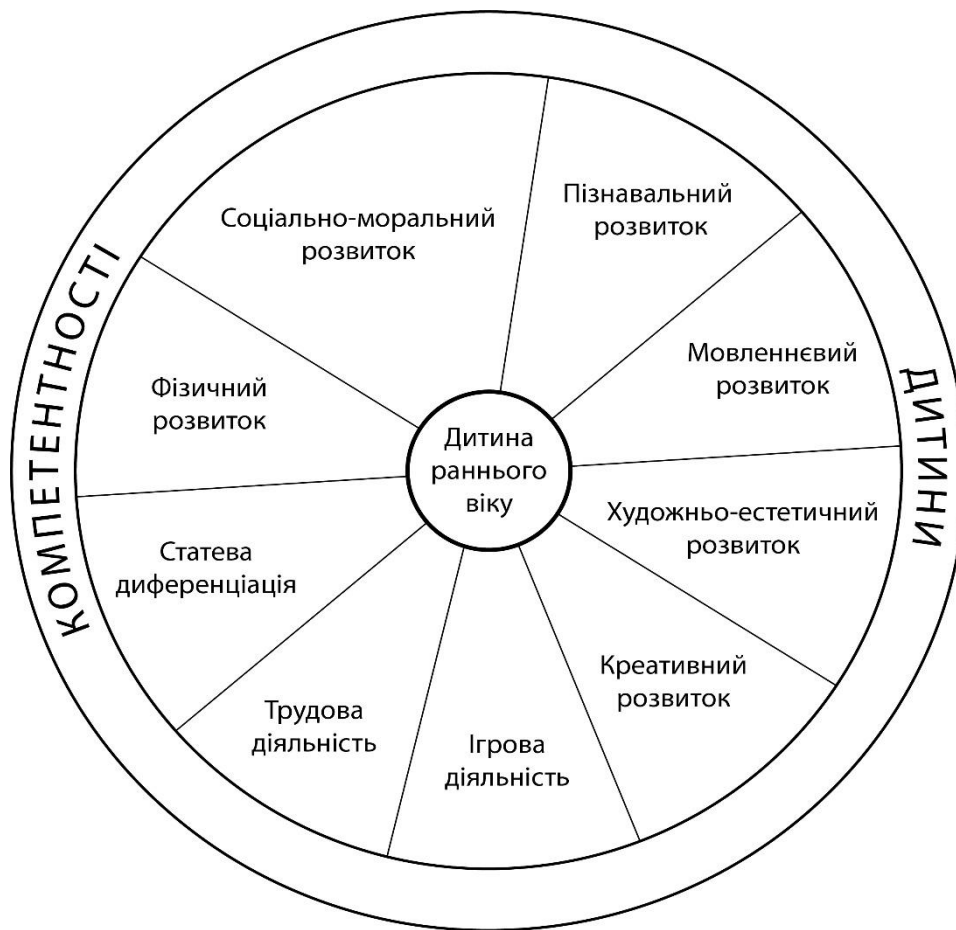 КОМПЕТЕНТНОСТІ
ДИТИНИ
Соціально-моральний
розвиток
Пізнавальний
розвиток
Мовленнєвий
розвиток
Художньо-естетичний
розвиток
Креативний
розвиток
Ігрова
діяльність
Трудова
діяльність
Статева
диференціація
Фізичний
розвиток
Дитина
раннього
віку